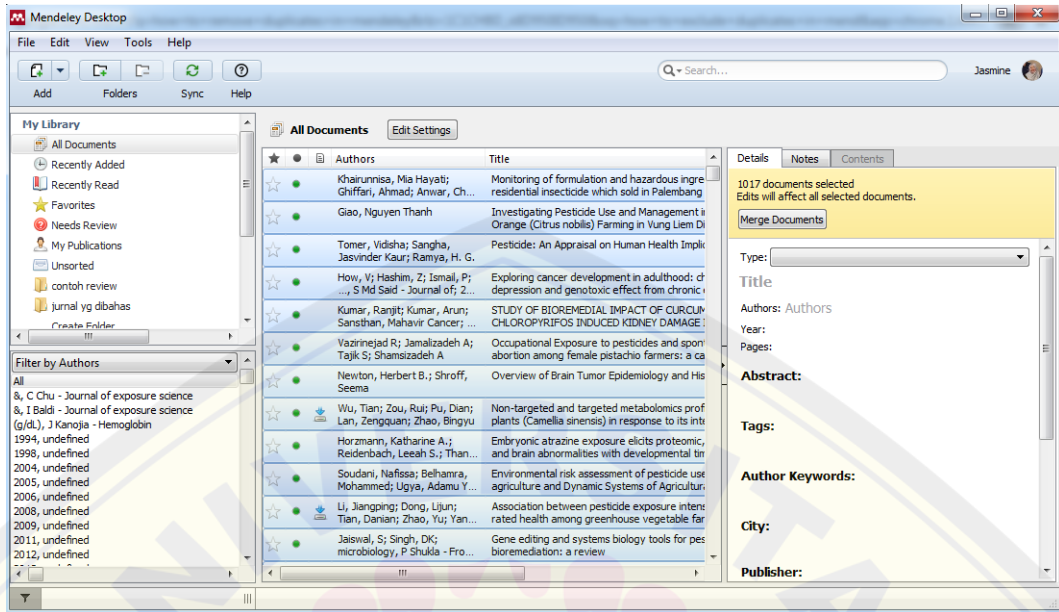 Mendeley Desktop
File Edit View Tools Help
Search...
Jasmine
Add Folders Sync Help
My Library
All Documents
Recently Added
Recently Read
Favorites
Needs Review
My Publications
Unsorted
contoh review
jurnal yg dibahas
Create Folder
Filter by Authors
All
&, C Chu - Journal of exposure science
&, I Baldi - Journal of exposure science
(g/dL), J Kanojia - Hemoglobin
1994, undefined
1998, undefined
2004, undefined
2005, undefined
2006, undefined
2008, undefined
2009, undefined
2011, undefined
2012, undefined
All Documents Edit Settings
Authors Title
Khairunnisa, Mia Hayati; Monitoring of formulation and hazardous ingre
Ghiffari, Ahmad; Anwar, Ch... residential insecticide which sold in Palembang
Giao, Nguyen Thanh Investigating Pesticide Use and Management i
Orange (Citrus nobilis) Farming in Vung Liem Di
Tomer, Vidisha; Sangha, Pesticide: An Appraisal on Human Health Implic
Jasvinder Kaur; Ramya, H. G.
How, V; Hashim, Z; Ismail, P; Exploring cancer development in adulthood: ch
..., S Md Said - Journal of; 2... depression and genotoxic effect from chronic
Kumar, Ranjit; Kumar, Arun; STUDY OF BIOREMEDIAL IMPACT OF CURCUM
Sansthan, Mahavir Cancer; ... CHLOROPYRIFOS INDUCED KIDNEY DAMAGE
Vazirinejad R; Jamalizadeh A; Occupational Exposure to pesticides and spon
Tajik S; Shamsizadeh A abortion among female pistachio farmers: a ca
Newton, Herbert B.; Shroff, Overview of Brain Tumor Epidemiology and His
Seema
Wu, Tian; Zou, Rui; Pu, Dian; Non-targeted and targeted metabolomics prof
Lan, Zengquan; Zhao, Bingyu plants (Camellia sinensis) in response to its int
Horzmann, Katharine A.; Embryonic atrazine exposure elicits proteomic,
Reidenbach, Leeah S.; Than... and brain abnormalities with developmental tim
Soudani, Nafissa; Belhamra, Environmental risk assessment of pesticide use
Mohammed; Ugya, Adamu Y... agriculture and Dynamic Systems of Agricultur
Li, Jiangping; Dong, Lijun; Association between pesticide exposure intens
Tian, Danian; Zhao, Yu; Yan... rated health among greenhouse vegetable far
Jaiswal, S; Singh, DK; Gene editing and systems biology tools for pes
microbiology, P Shukla - Fro... bioremediation: a review
Details Notes Contents
1017 documents selected
Edits will affect all selected documents.
Merge Documents
Type:
Title
Authors: Authors
Year:
Pages:
Abstract:
Tags:
Author Keywords:
City:
Publisher: